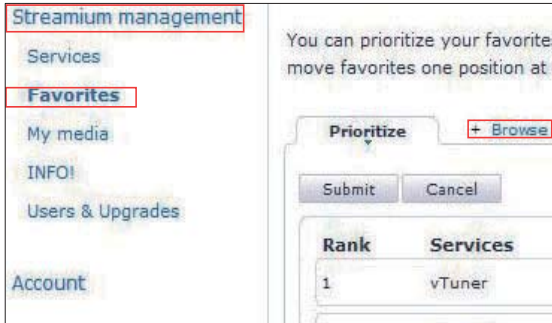 Streamium management
Services
Favorites
My media
INFO!
Users & Upgrades
Account
You can prioritize your favorite
move favorites one position at
Prioritize
+ Browse
Submit Cancel
Rank Services
1 vTuner